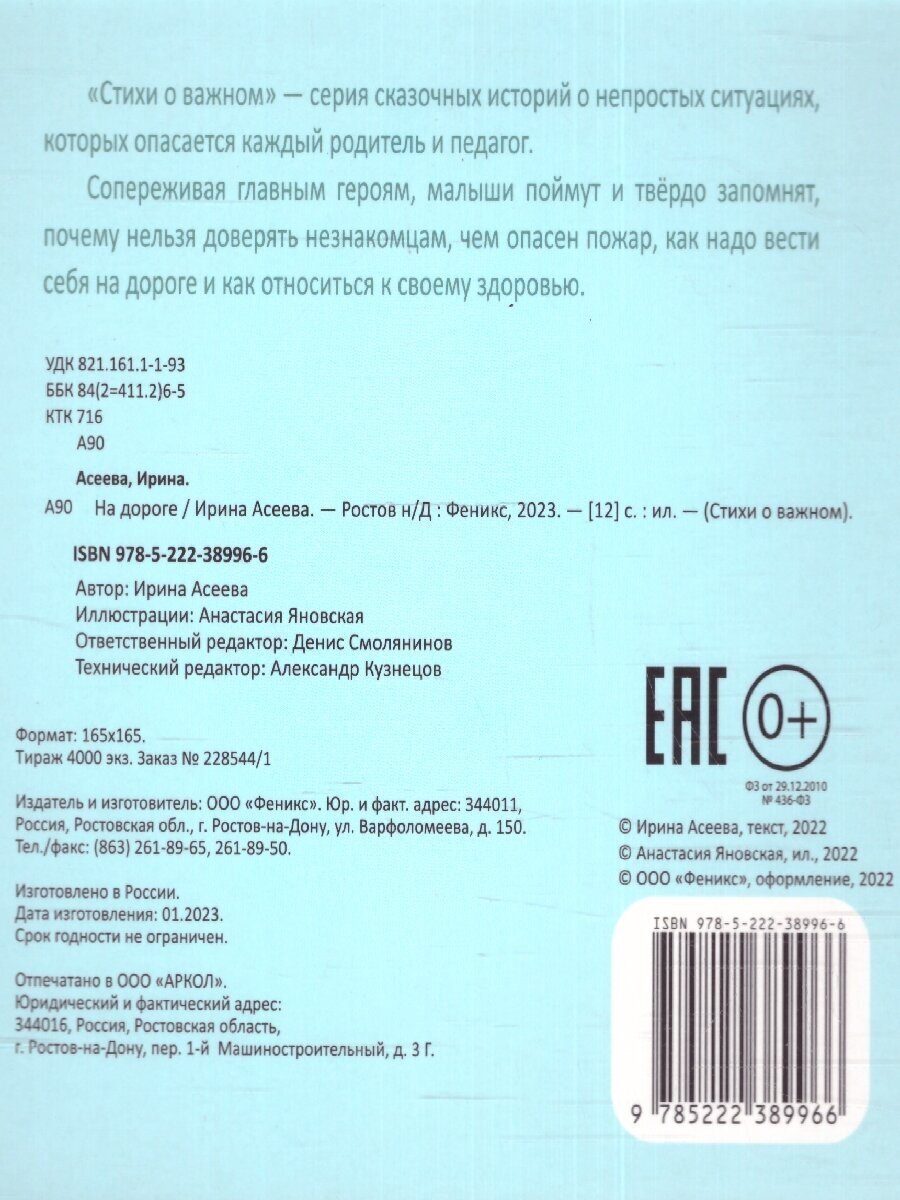 «Стихи о важном» — серия сказочных историй о непростых ситуациях,
которых опасается каждый родитель и педагог.
Сопереживая главным героям, малыши поймут и твёрдо запомнят,
почему нельзя доверять незнакомцам, чем опасен пожар, как надо вести
себя на дороге и как относиться к своему здоровью.
УДК 821.161.1-1-93
ББК 84(2=411.2)6-5
КТК 716
А90
Асеева, Ирина.
А90 На дороге / Ирина Асеева. — Ростов н/Д : Феникс, 2023. — [12] с. : ил. — (Стихи о важном).
ISBN 978-5-222-38996-6
Автор: Ирина Асеева
Иллюстрации: Анастасия Яновская
Ответственный редактор: Денис Смолянинов
Технический редактор: Александр Кузнецов
Формат: 165х165.
Тираж 4000 экз. Заказ № 228544/1
Издатель и изготовитель: ООО «Феникс». Юр. и факт. адрес: 344011,
Россия, Ростовская обл., г. Ростов-на-Дону, ул. Варфоломеева, д. 150.
Тел./факс: (863) 261-89-65, 261-89-50.
Изготовлено в России.
Дата изготовления: 01.2023.
Срок годности не ограничен.
Отпечатано в ООО «АРКОЛ».
Юридический и фактический адрес:
344016, Россия, Ростовская область,
г. Ростов-на-Дону, пер. 1-й Машиностроительный, д. 3 Г.
ЕАС 0+
ФЗ от 29.12.2010
№ 436-ФЗ
© Ирина Асеева, текст, 2022
© Анастасия Яновская, ил., 2022
© ООО «Феникс», оформление, 2022
ISBN 978-5-222-38996-6
9 785222 389966